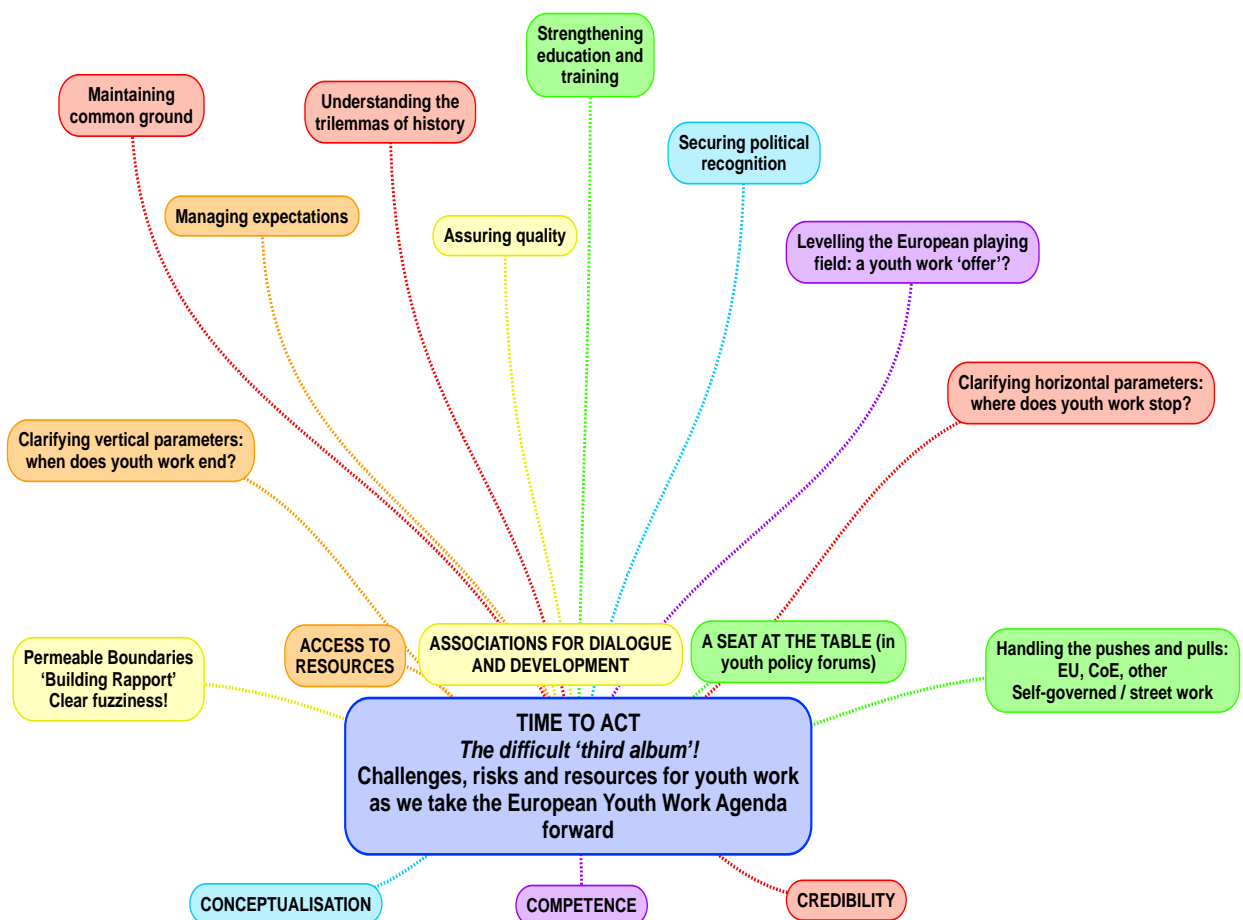 Strengthening
education and
training
Maintaining
common ground
Understanding the
trilemmas of history
Securing political
recognition
Managing expectations
Assuring quality
Levelling the European playing
field: a youth work ‘offer’?
Clarifying horizontal parameters:
where does youth work stop?
Clarifying vertical parameters:
when does youth work end?
Permeable Boundaries
‘Building Rapport’
Clear fuzziness!
ACCESS TO
RESOURCES
ASSOCIATIONS FOR DIALOGUE
AND DEVELOPMENT
A SEAT AT THE TABLE (in
youth policy forums)
Handling the pushes and pulls:
EU, CoE, other
Self-governed / street work
TIME TO ACT
The difficult ‘third album’!
Challenges, risks and resources for youth work
as we take the European Youth Work Agenda
forward
CONCEPTUALISATION
COMPETENCE
CREDIBILITY